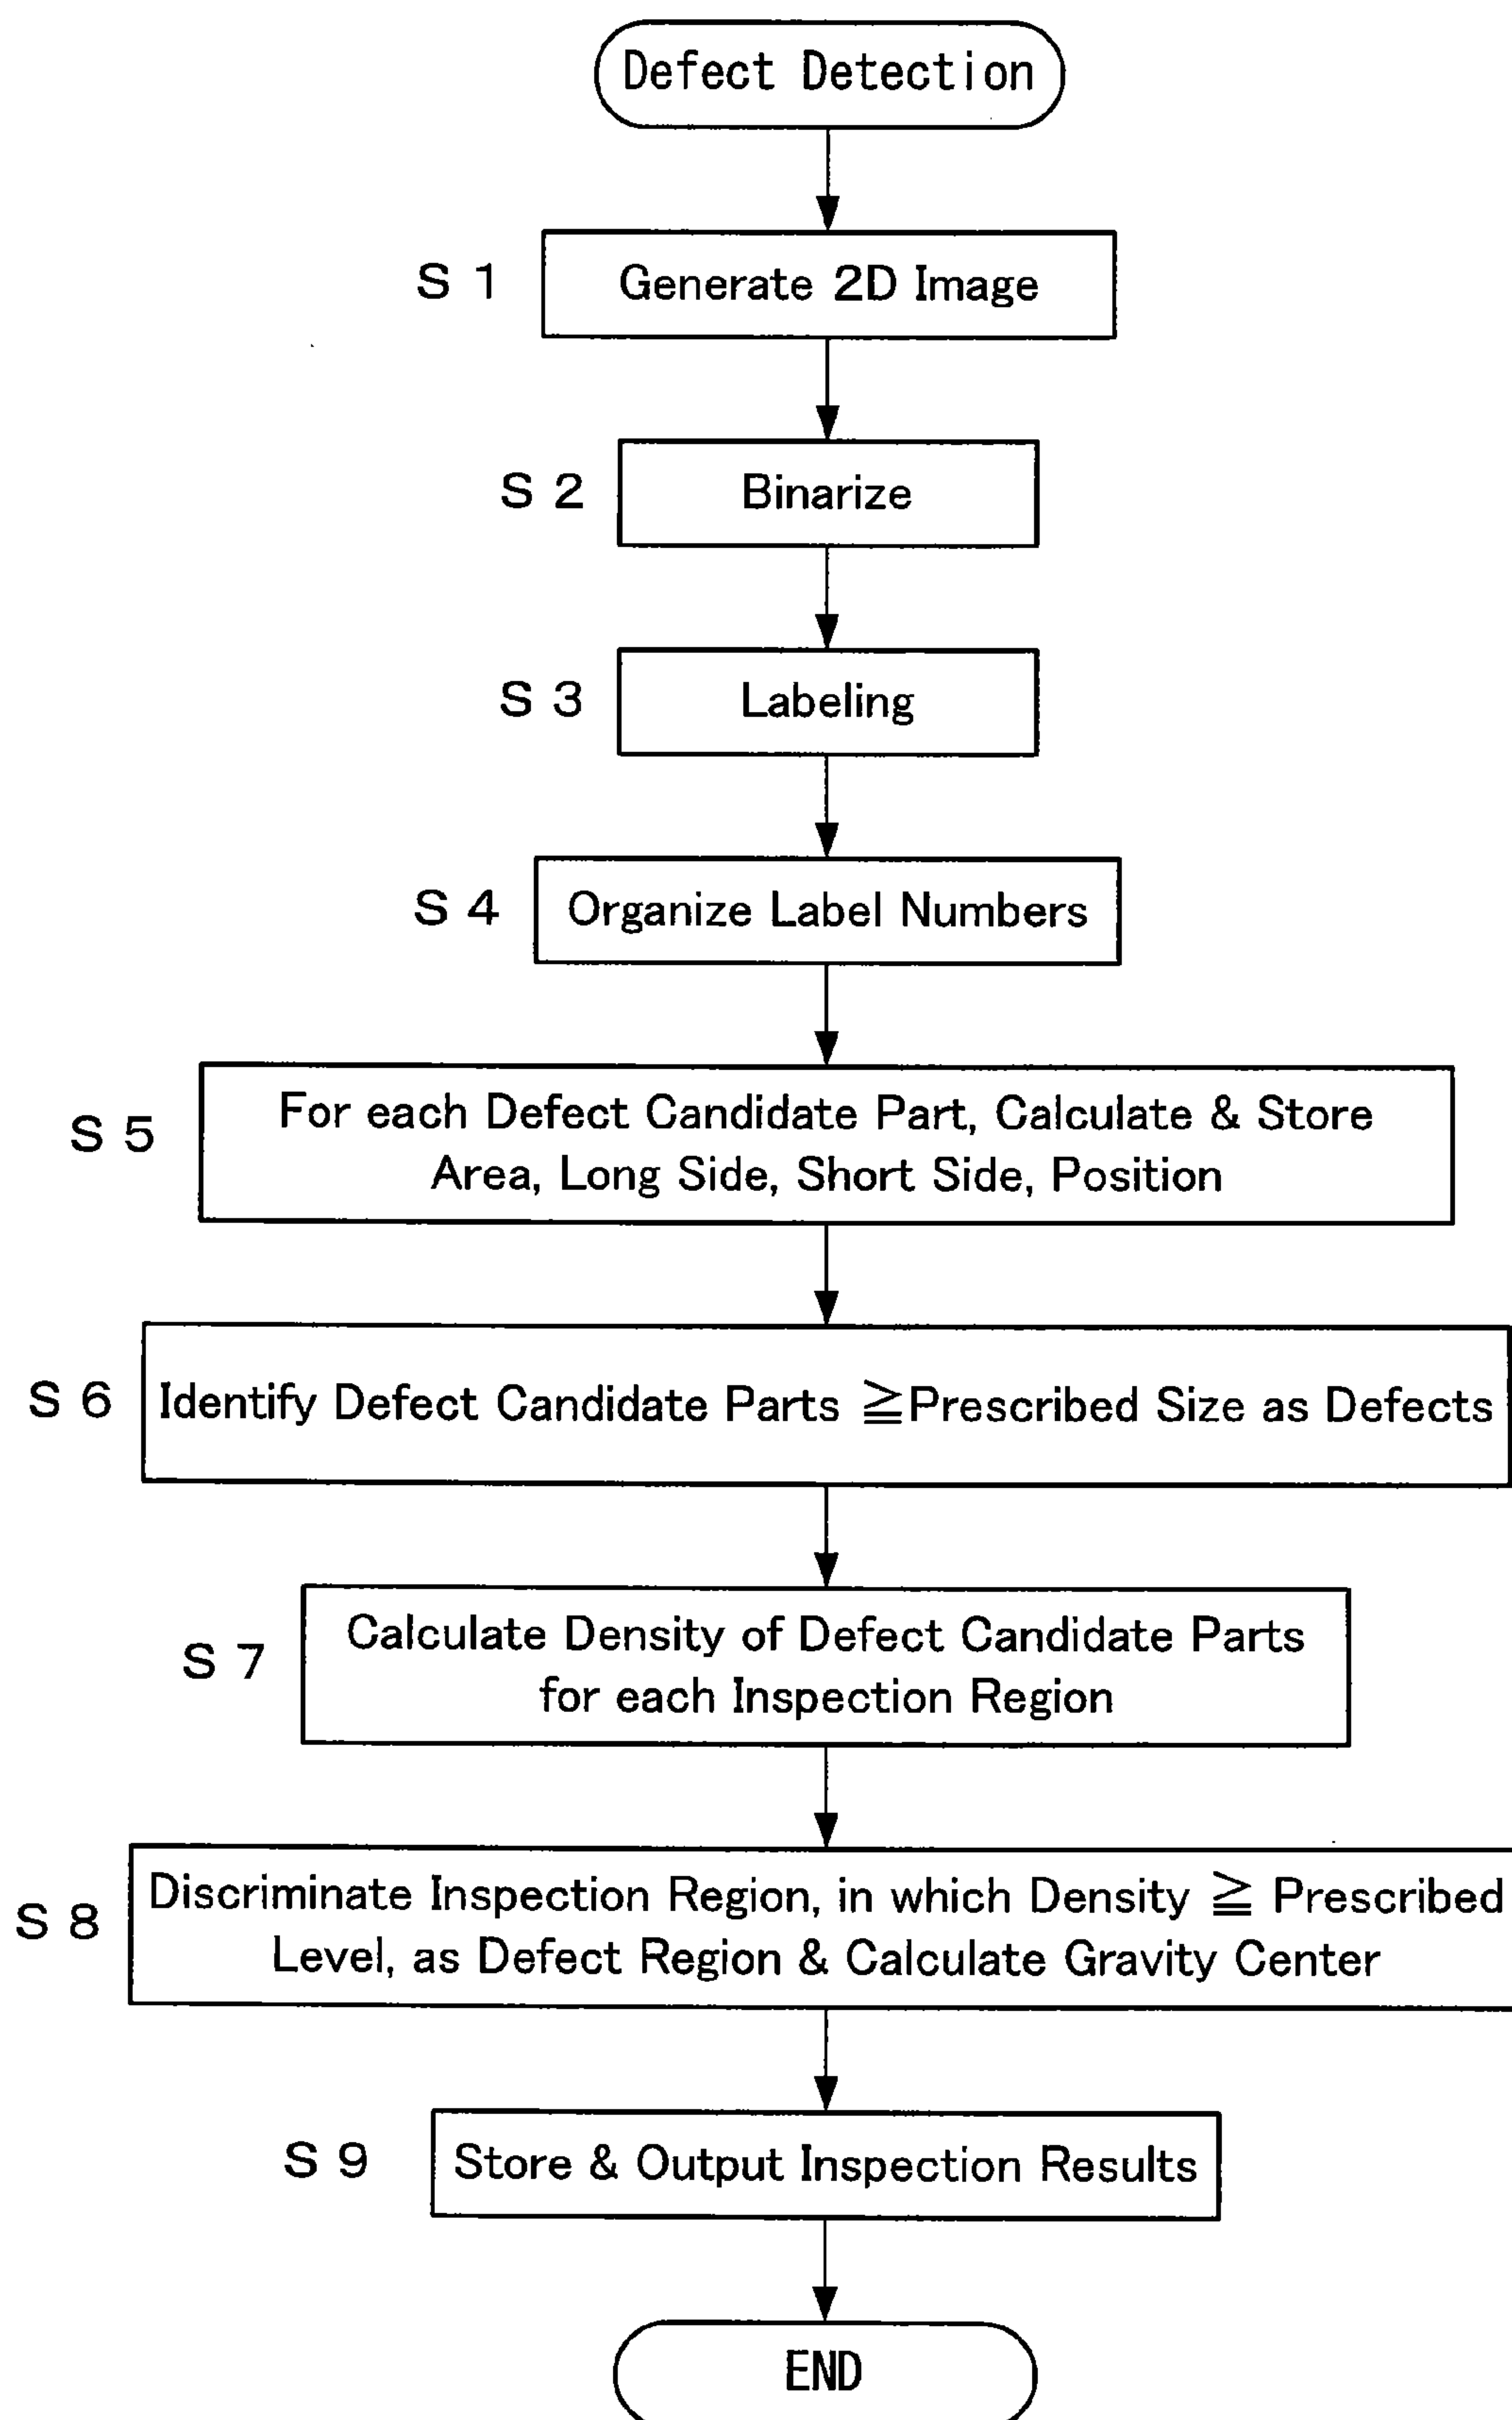 Defect Detection
S 1 Generate 2D Image
S 2 Binarize
S 3 Labeling
S 4 Organize Label Numbers
S 5 For each Defect Candidate Part, Calculate & Store
Area, Long Side, Short Side, Position
S 6 Identify Defect Candidate Parts ≧Prescribed Size as Defects
S 7 Calculate Density of Defect Candidate Parts
for each Inspection Region
S 8 Discriminate Inspection Region, in which Density ≧ Prescribed
Level, as Defect Region & Calculate Gravity Center
S 9 Store & Output Inspection Results
END